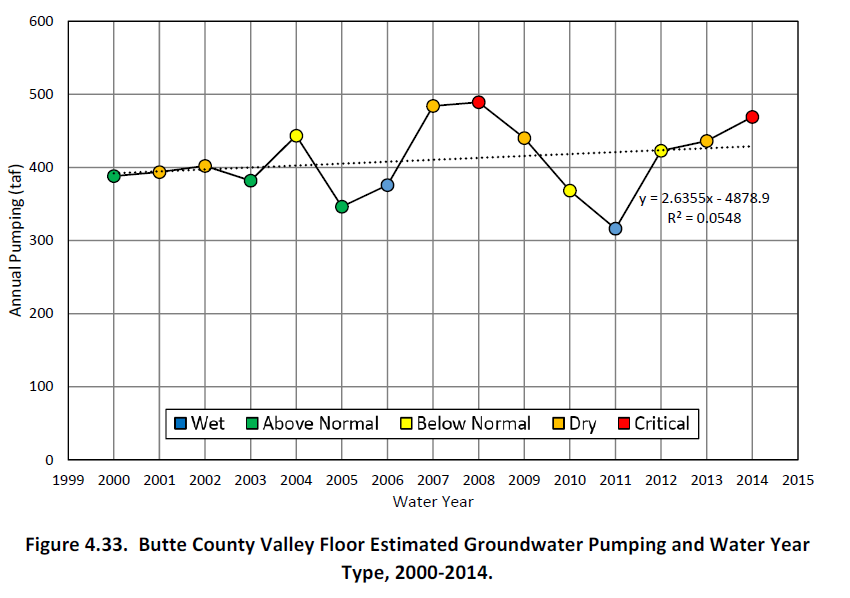 600
500
400
300
200
100
0
Annual Pumping (taf)
y = 2.6355x - 4878.9
R² = 0.0548
Wet Above Normal Below Normal Dry Critical
1999 2000 2001 2002 2003 2004 2005 2006 2007 2008 2009 2010 2011 2012 2013 2014 2015
Water Year
Figure 4.33. Butte County Valley Floor Estimated Groundwater Pumping and Water Year
Type, 2000-2014.